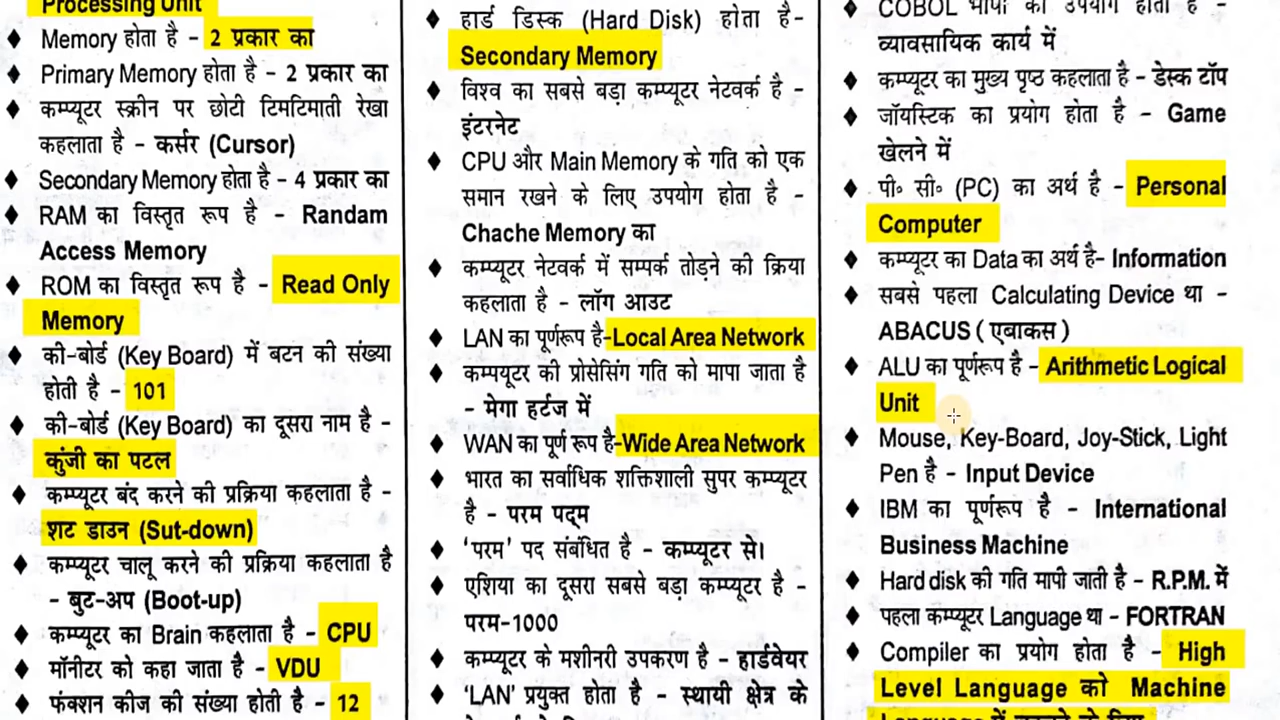 Processing Unit
♦ Memory होता है - 2 प्रकार का
♦ Primary Memory होता है - 2 प्रकार का
♦ कम्प्यूटर स्क्रीन पर छोटी टिमटिमाती रेखा
कहलाता है - कर्सर (Cursor)
♦ Secondary Memory होता है - 4 प्रकार का
♦ RAM का विस्तृत रूप है - Randam
Access Memory
♦ ROM का विस्तृत रूप है - Read Only
Memory
♦ की-बोर्ड (Key Board) में बटन की संख्या
होती है - 101
♦ की-बोर्ड (Key Board) का दूसरा नाम है -
कुंजी का पटल
♦ कम्प्यूटर बंद करने की प्रक्रिया कहलाता है -
शट डाउन (Sut-down)
♦ कम्प्यूटर चालू करने की प्रक्रिया कहलाता है
- बुट-अप (Boot-up)
♦ कम्प्यूटर का Brain कहलाता है - CPU
♦ मॉनीटर को कहा जाता है - VDU
♦ फंक्शन कीज की संख्या होती है - 12
♦ हार्ड डिस्क (Hard Disk) होता है-
Secondary Memory
♦ विश्व का सबसे बड़ा कम्प्यूटर नेटवर्क है -
इंटरनेट
♦ CPU और Main Memory के गति को एक
समान रखने के लिए उपयोग होता है -
Chache Memory का
♦ कम्प्यूटर नेटवर्क में सम्पर्क तोड़ने की क्रिया
कहलाता है - लॉग आउट
♦ LAN का पूर्णरूप है-Local Area Network
♦ कम्पयूटर की प्रोसेसिंग गति को मापा जाता है
- मेगा हर्टज में
♦ WAN का पूर्ण रूप है-Wide Area Network
♦ भारत का सर्वाधिक शक्तिशाली सुपर कम्प्यूटर
है - परम पद्म
♦ 'परम' पद संबंधित है - कम्प्यूटर से।
♦ एशिया का दूसरा सबसे बड़ा कम्प्यूटर है -
परम-1000
♦ कम्प्यूटर के मशीनरी उपकरण है - हार्डवेयर
♦ 'LAN' प्रयुक्त होता है - स्थायी क्षेत्र के
♦ COBOL भाषा का उपयोग होता है -
व्यावसायिक कार्य में
♦ कम्प्यूटर का मुख्य पृष्ठ कहलाता है - डेस्क टॉप
♦ जॉयस्टिक का प्रयोग होता है - Game
खेलने में
♦ पी॰ सी॰ (PC) का अर्थ है - Personal
Computer
♦ कम्प्यूटर का Data का अर्थ है- Information
♦ सबसे पहला Calculating Device था -
ABACUS ( एबाकस )
♦ ALU का पूर्णरूप है - Arithmetic Logical
Unit
♦ Mouse, Key-Board, Joy-Stick, Light
Pen है - Input Device
♦ IBM का पूर्णरूप है - International
Business Machine
♦ Hard disk की गति मापी जाती है - R.P.M. में
♦ पहला कम्प्यूटर Language था - FORTRAN
♦ Compiler का प्रयोग होता है - High
Level Language को Machine